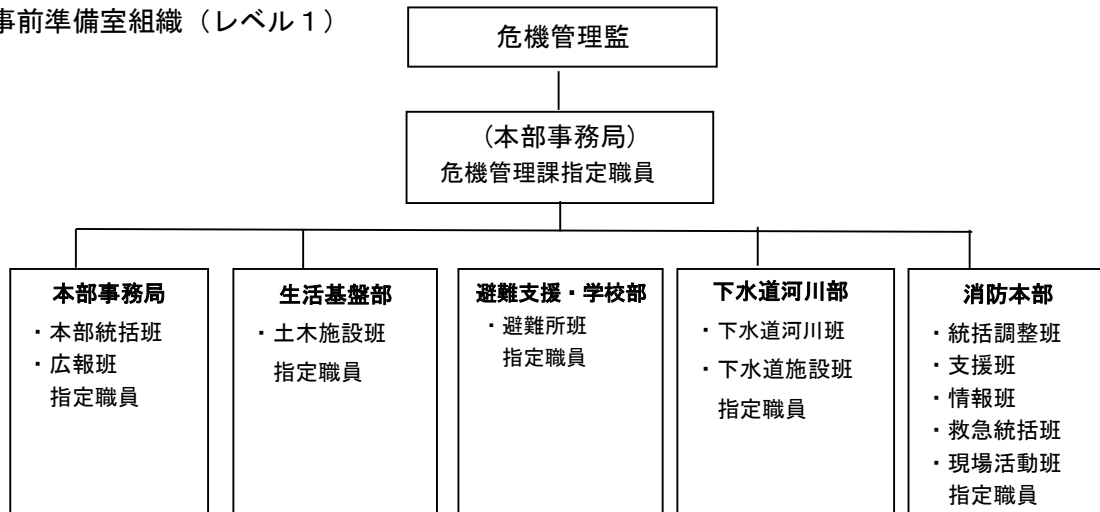 事前準備室組織（レベル１）
危機管理監
（本部事務局）
危機管理課指定職員
本部事務局
・本部統括班
・広報班
指定職員
生活基盤部
・土木施設班
指定職員
避難支援・学校部
・避難所班
指定職員
下水道河川部
・下水道河川班
・下水道施設班
指定職員
消防本部
・統括調整班
・支援班
・情報班
・救急統括班
・現場活動班
指定職員